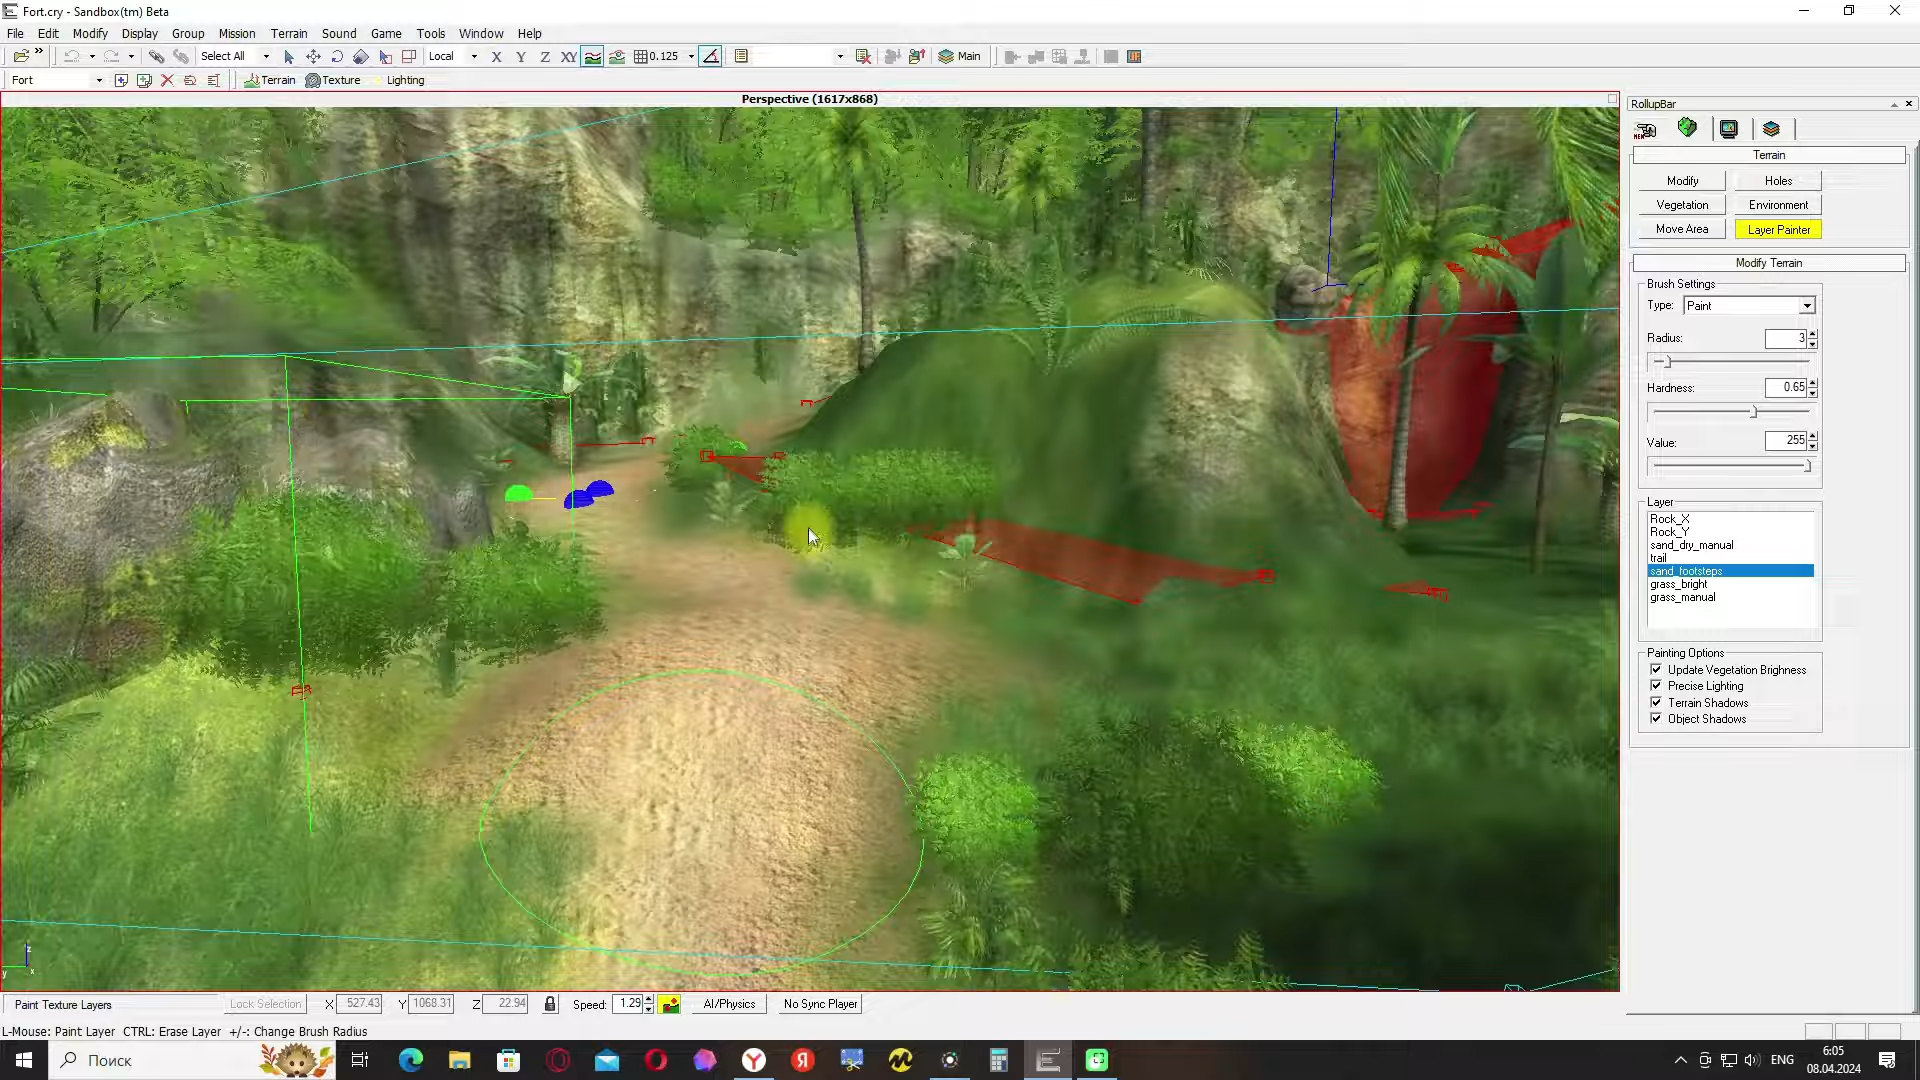 Fort.cry - Sandbox(tm) Beta
File Edit Modify Display Group Mission Terrain Sound Game Tools Window Help
Select All Local X Y Z XY 0.125 Main
Fort Terrain Texture Lighting
Perspective (1617x868)
RollupBar
Terrain
Modify Holes
Vegetation Environment
Move Area Layer Painter
Modify Terrain
Brush Settings
Type: Paint
Radius: 3
Hardness: 0.65
Value: 255
Layer
Rock_X
Rock_Y
sand_dry_manual
trail
sand_footsteps
grass_bright
grass_manual
Painting Options
Update Vegetation Brighness
Precise Lighting
Terrain Shadows
Object Shadows
z
y x
Paint Texture Layers Lock Selection X 527.43 Y 1068.31 Z 22.94 Speed: 1.29 AI/Physics No Sync Player
L-Mouse: Paint Layer CTRL: Erase Layer +/-: Change Brush Radius
Поиск
ENG
6:05
08.04.2024